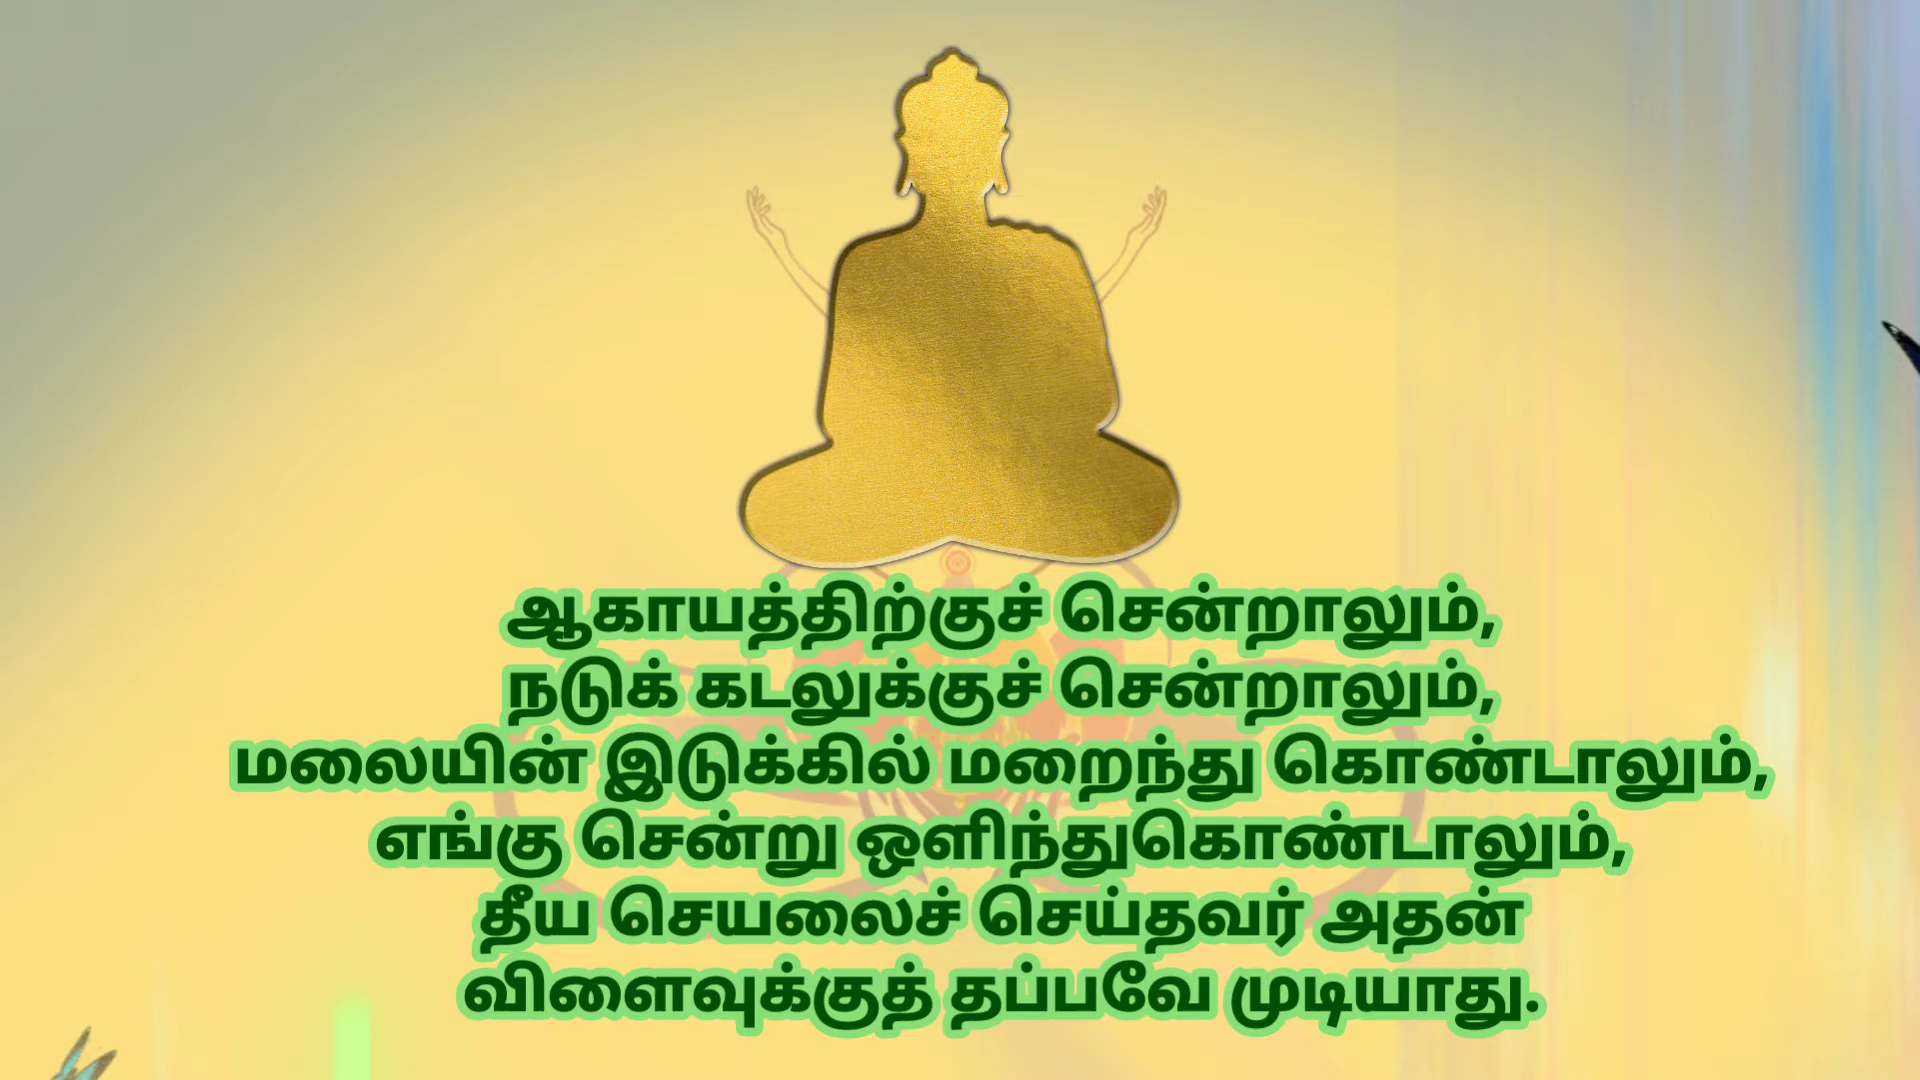 ஆகாயத்திற்குச் சென்றாலும்,
நடுக் கடலுக்குச் சென்றாலும்,
மலையின் இடுக்கில் மறைந்து கொண்டாலும்,
எங்கு சென்று ஒளிந்துகொண்டாலும்,
தீய செயலைச் செய்தவர் அதன்
விளைவுக்குத் தப்பவே முடியாது.